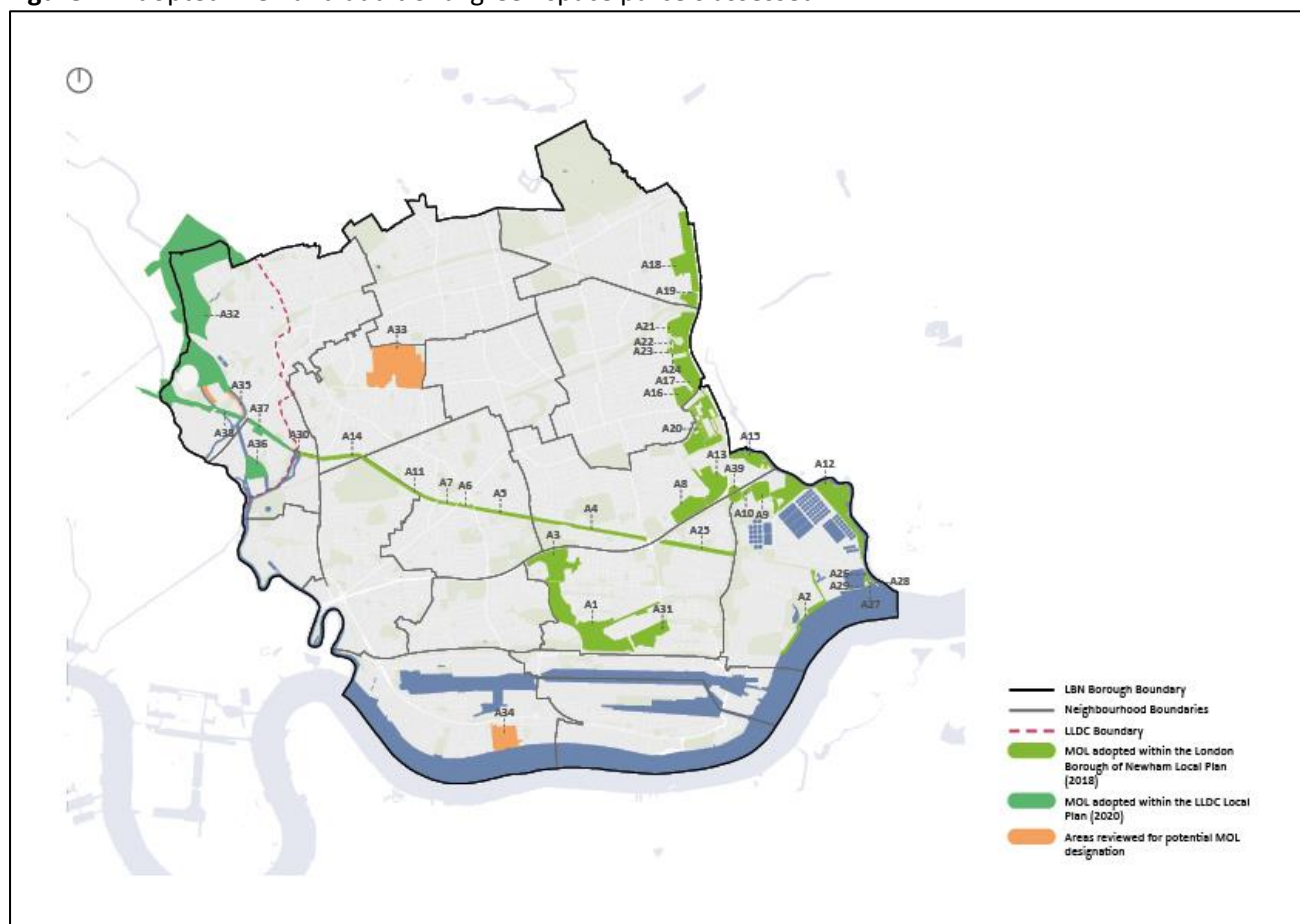 A18
A19
A32
A33
A21
A22
A23
A24
A17
A16
A35
A37
A38
A36
A30
A14
A20
A15
A13
A39
A12
A11
A7
A6
A5
A8
A10
A9
A4
A25
A3
A26
A29
A28
A27
A1
A31
A2
A34
LBN Borough Boundary
Neighbourhood Boundaries
LLDC Boundary
MOL adopted within the London
Borough of Newham Local Plan
(2018)
MOL adopted within the LLDC Local
Plan (2020)
Areas reviewed for potential MOL
designation